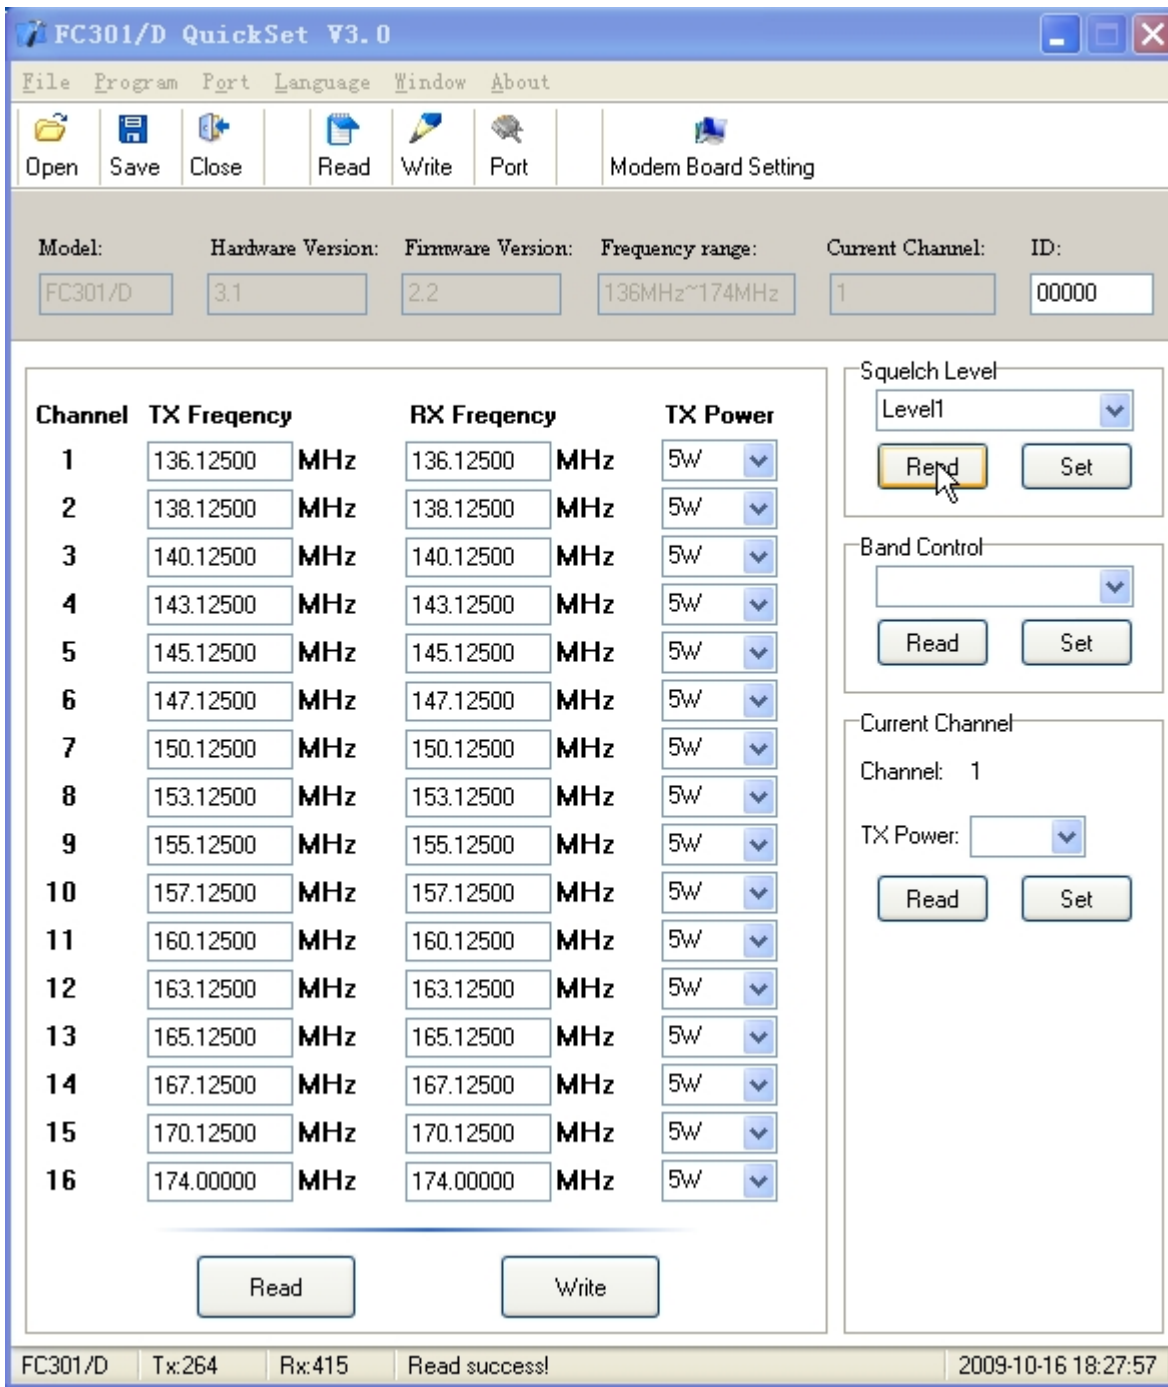 FC301/D QuickSet V3.0
File Program Port Language Window About
Open Save Close Read Write Port Modem Board Setting
Model: Hardware Version: Firmware Version: Frequency range: Current Channel: ID:
FC301/D 3.1 2.2 136MHz~174MHz 1 00000
Squelch Level
Level1
Read Set
Channel TX Freqency RX Freqency TX Power
1 136.12500 MHz 136.12500 MHz 5W
2 138.12500 MHz 138.12500 MHz 5W
3 140.12500 MHz 140.12500 MHz 5W
4 143.12500 MHz 143.12500 MHz 5W
5 145.12500 MHz 145.12500 MHz 5W
6 147.12500 MHz 147.12500 MHz 5W
7 150.12500 MHz 150.12500 MHz 5W
8 153.12500 MHz 153.12500 MHz 5W
9 155.12500 MHz 155.12500 MHz 5W
10 157.12500 MHz 157.12500 MHz 5W
11 160.12500 MHz 160.12500 MHz 5W
12 163.12500 MHz 163.12500 MHz 5W
13 165.12500 MHz 165.12500 MHz 5W
14 167.12500 MHz 167.12500 MHz 5W
15 170.12500 MHz 170.12500 MHz 5W
16 174.00000 MHz 174.00000 MHz 5W
Read Write
Band Control
Read Set
Current Channel
Channel: 1
TX Power:
Read Set
FC301/D Tx:264 Rx:415 Read success! 2009-10-16 18:27:57